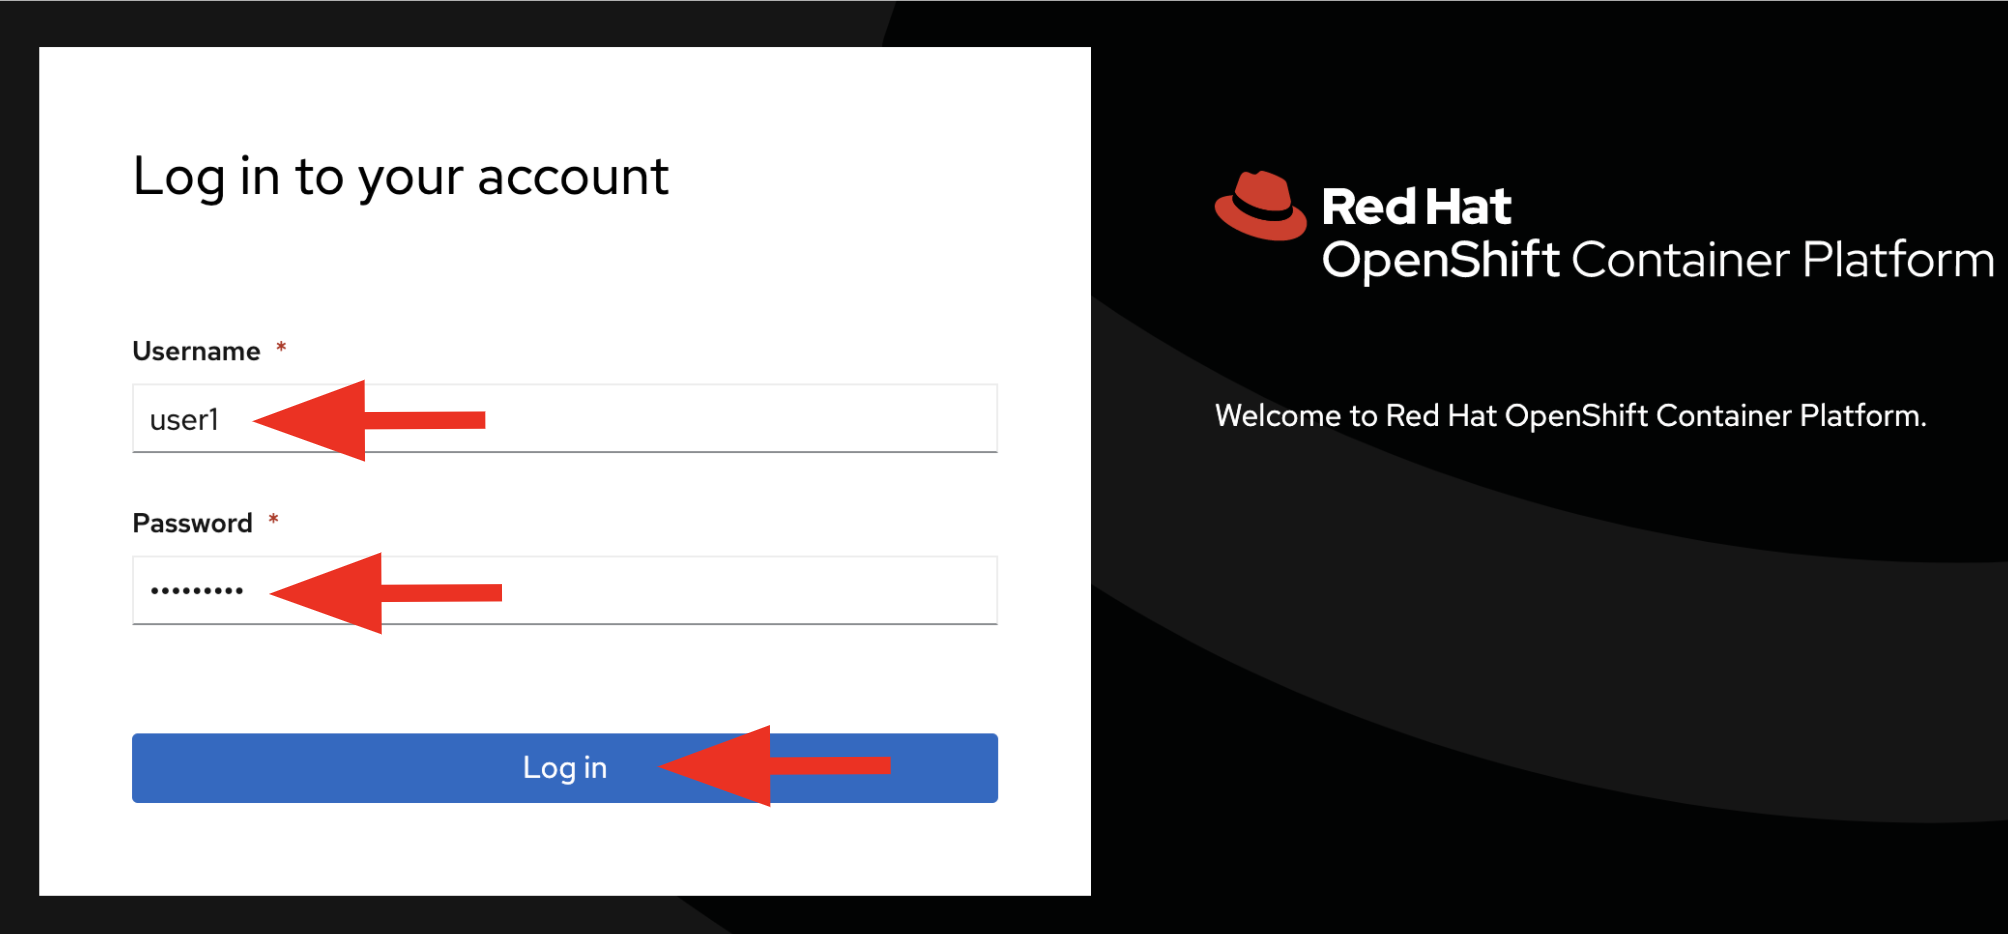 Log in to your account
Username *
user1
Password *
•••••••••
Log in
Red Hat
OpenShift Container Platform
Welcome to Red Hat OpenShift Container Platform.